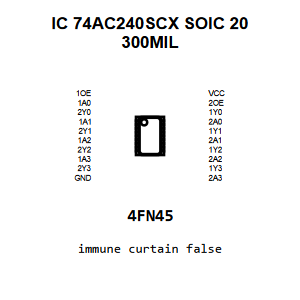 IC 74AC240SCX SOIC 20
300MIL
1OE VCC
1A0 2OE
2Y0 1Y0
1A1 2A0
2Y1 1Y1
1A2 2A1
2Y2 1Y2
1A3 2A2
2Y3 1Y3
GND 2A3
4FN45
immune curtain false